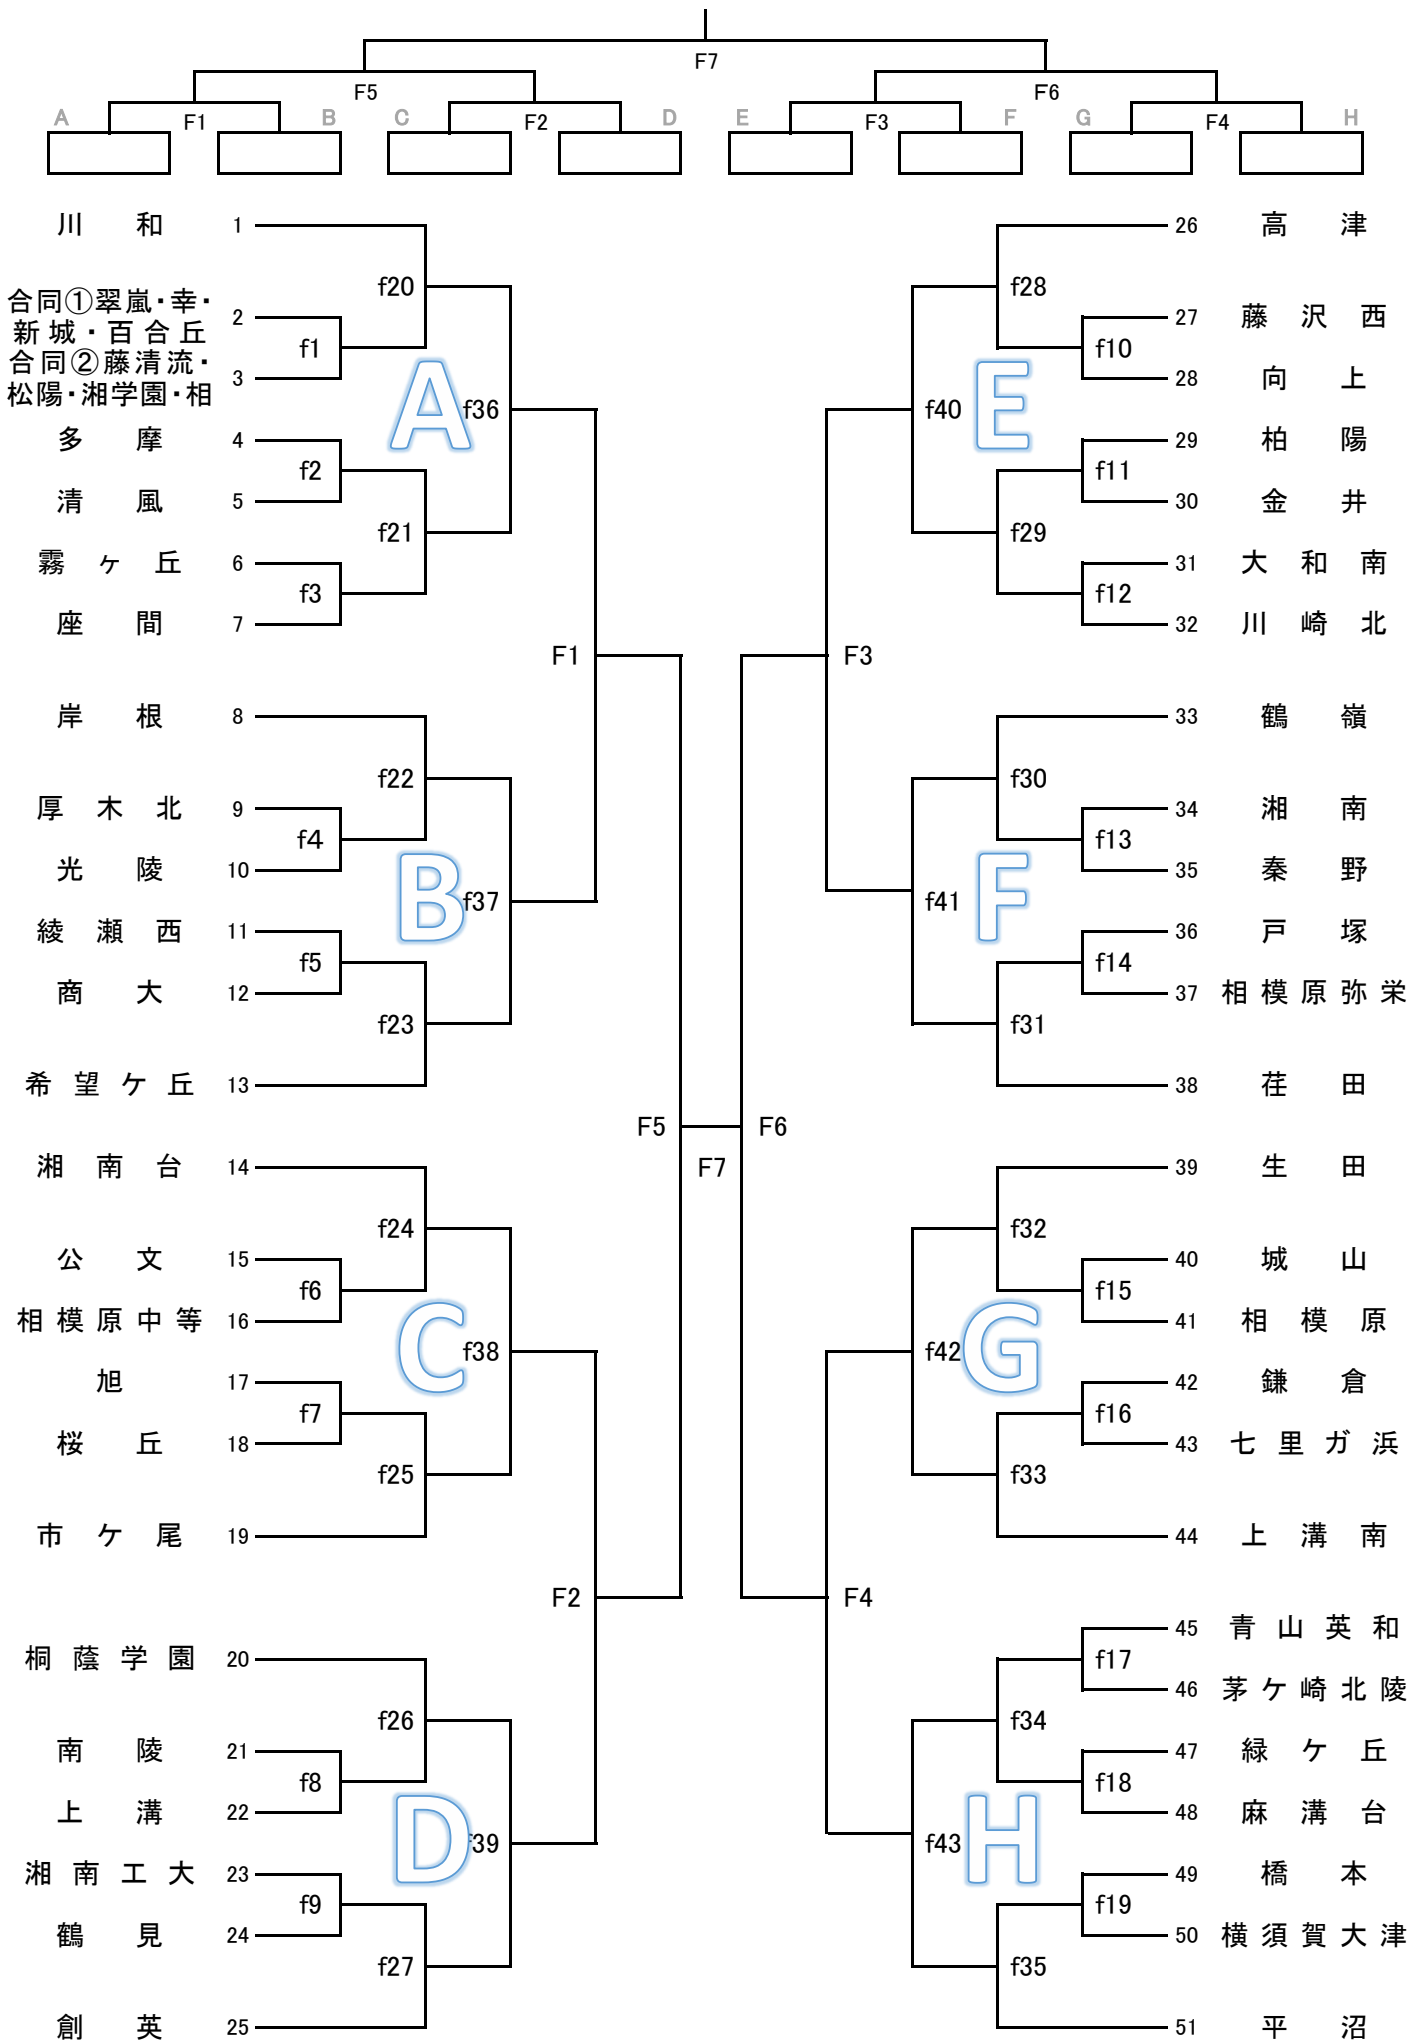 F7
F5 F6
A F1 B C F2 D E F3 F G F4 H
川和 1
f20
合同①翠嵐・幸・
新城・百合丘 2
f1
合同②藤清流・
松陽・湘学園・相 3
A f36
多摩 4
f2
清風 5
f21
霧ヶ丘 6
f3
座間 7
F1
岸根 8
f22
厚木北 9
f4
光陵 10
B f37
綾瀬西 11
f5
商大 12
f23
希望ケ丘 13
F5
湘南台 14
f24
公文 15
f6
相模原中等 16
C f38
旭 17
f7
桜丘 18
f25
市ケ尾 19
F2
桐蔭学園 20
f26
南陵 21
f8
上溝 22
D f39
湘南工大 23
f9
鶴見 24
f27
創英 25
F7
26 高津
f28
27 藤沢西
f10
28 向上
f40 E
29 柏陽
f11
30 金井
f29
31 大和南
f12
32 川崎北
F3
33 鶴嶺
f30
34 湘南
f13
35 秦野
f41 F
36 戸塚
f14
37 相模原弥栄
f31
38 荏田
F6
39 生田
f32
40 城山
f15
41 相模原
f42 G
42 鎌倉
f16
43 七里ガ浜
f33
44 上溝南
F4
45 青山英和
f17
46 茅ケ崎北陵
f34
47 緑ケ丘
f18
48 麻溝台
f43 H
49 橋本
f19
50 横須賀大津
f35
51 平沼